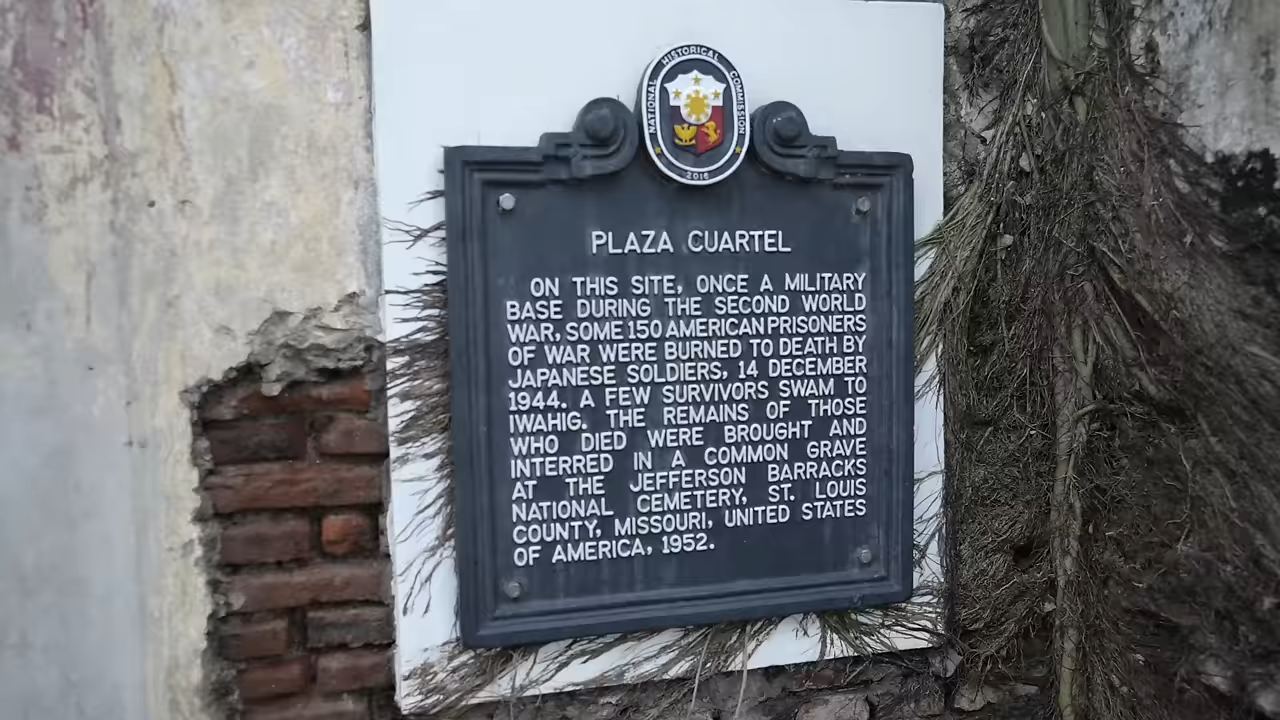 NATIONAL HISTORICAL COMMISSION
2016
PLAZA CUARTEL
ON THIS SITE, ONCE A MILITARY
BASE DURING THE SECOND WORLD
WAR, SOME 150 AMERICAN PRISONERS
OF WAR WERE BURNED TO DEATH BY
JAPANESE SOLDIERS, 14 DECEMBER
1944. A FEW SURVIVORS SWAM TO
IWAHIG. THE REMAINS OF THOSE
WHO DIED WERE BROUGHT AND
INTERRED IN A COMMON GRAVE
AT THE JEFFERSON BARRACKS
NATIONAL CEMETERY, ST. LOUIS
COUNTY, MISSOURI, UNITED STATES
OF AMERICA, 1952.